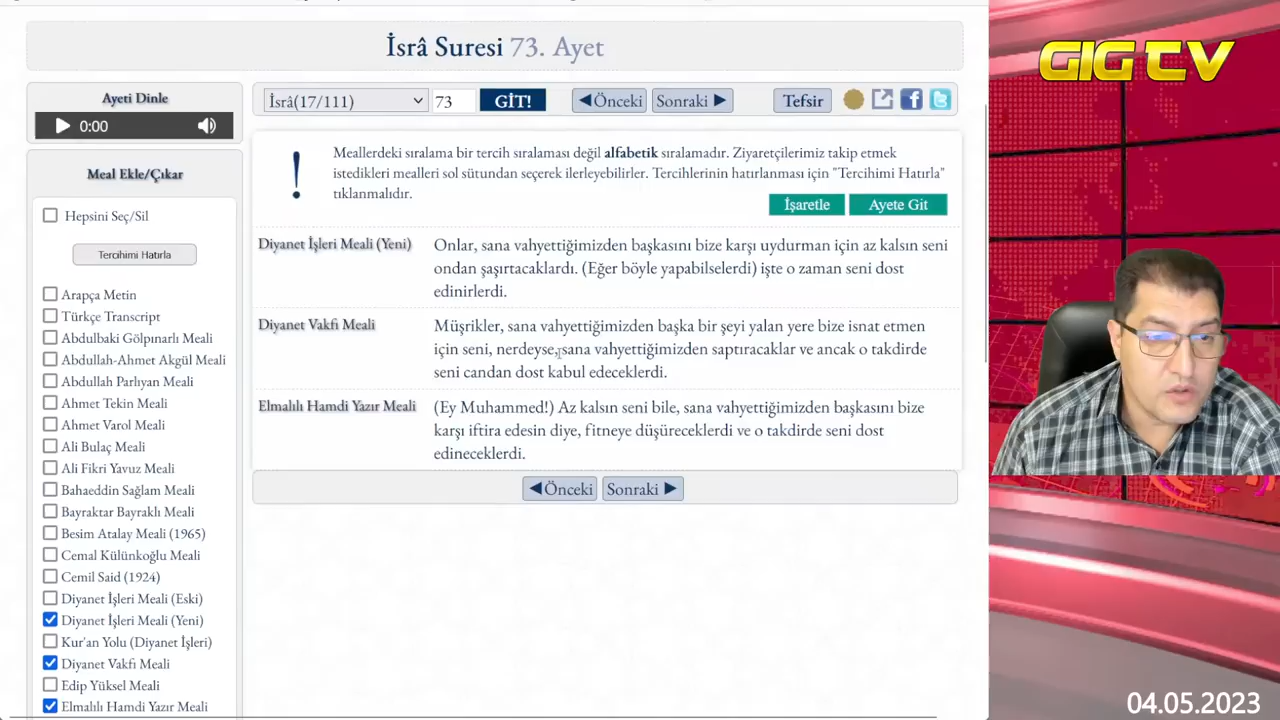 İsrâ Suresi 73. Ayet
GIG TV
Ayeti Dinle
0:00
İsrâ(17/111)
73
GİT!
◀Önceki
Sonraki ▶
Tefsir
Meal Ekle/Çıkar
Hepsini Seç/Sil
Tercihimi Hatırla
Arapça Metin
Türkçe Transcript
Abdulbaki Gölpınarlı Meali
Abdullah-Ahmet Akgül Meali
Abdullah Parlıyan Meali
Ahmet Tekin Meali
Ahmet Varol Meali
Ali Bulaç Meali
Ali Fikri Yavuz Meali
Bahaeddin Sağlam Meali
Bayraktar Bayraklı Meali
Besim Atalay Meali (1965)
Cemal Külünkoğlu Meali
Cemil Said (1924)
Diyanet İşleri Meali (Eski)
Diyanet İşleri Meali (Yeni)
Kur'an Yolu (Diyanet İşleri)
Diyanet Vakfı Meali
Edip Yüksel Meali
Elmalılı Hamdi Yazır Meali
!
Meallerdeki sıralama bir tercih sıralaması değil alfabetik sıralamadır. Ziyaretçilerimiz takip etmek
istedikleri mealleri sol sütundan seçerek ilerleyebilirler. Tercihlerinin hatırlanması için "Tercihimi Hatırla"
tıklanmalıdır.
İşaretle
Ayete Git
Diyanet İşleri Meali (Yeni)
Onlar, sana vahyettiğimizden başkasını bize karşı uydurman için az kalsın seni
ondan şaşırtacaklardı. (Eğer böyle yapabilselerdi) işte o zaman seni dost
edinirlerdi.
Diyanet Vakfı Meali
Müşrikler, sana vahyettiğimizden başka bir şeyi yalan yere bize isnat etmen
için seni, nerdeyse, sana vahyettiğimizden saptıracaklar ve ancak o takdirde
seni candan dost kabul edeceklerdi.
Elmalılı Hamdi Yazır Meali
(Ey Muhammed!) Az kalsın seni bile, sana vahyettiğimizden başkasını bize
karşı iftira edesin diye, fitneye düşüreceklerdi ve o takdirde seni dost
edineceklerdi.
◀Önceki
Sonraki ▶
04.05.2023